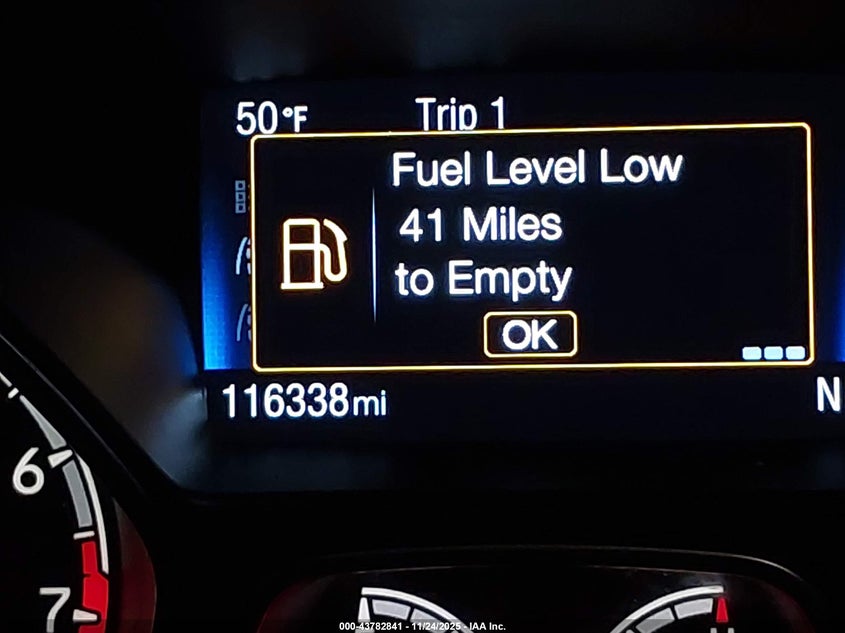 50°F Trip 1
Fuel Level Low
41 Miles
to Empty
OK
116338mi N
6
7
000-43782841 - 11/24/2025 - IAA Inc.